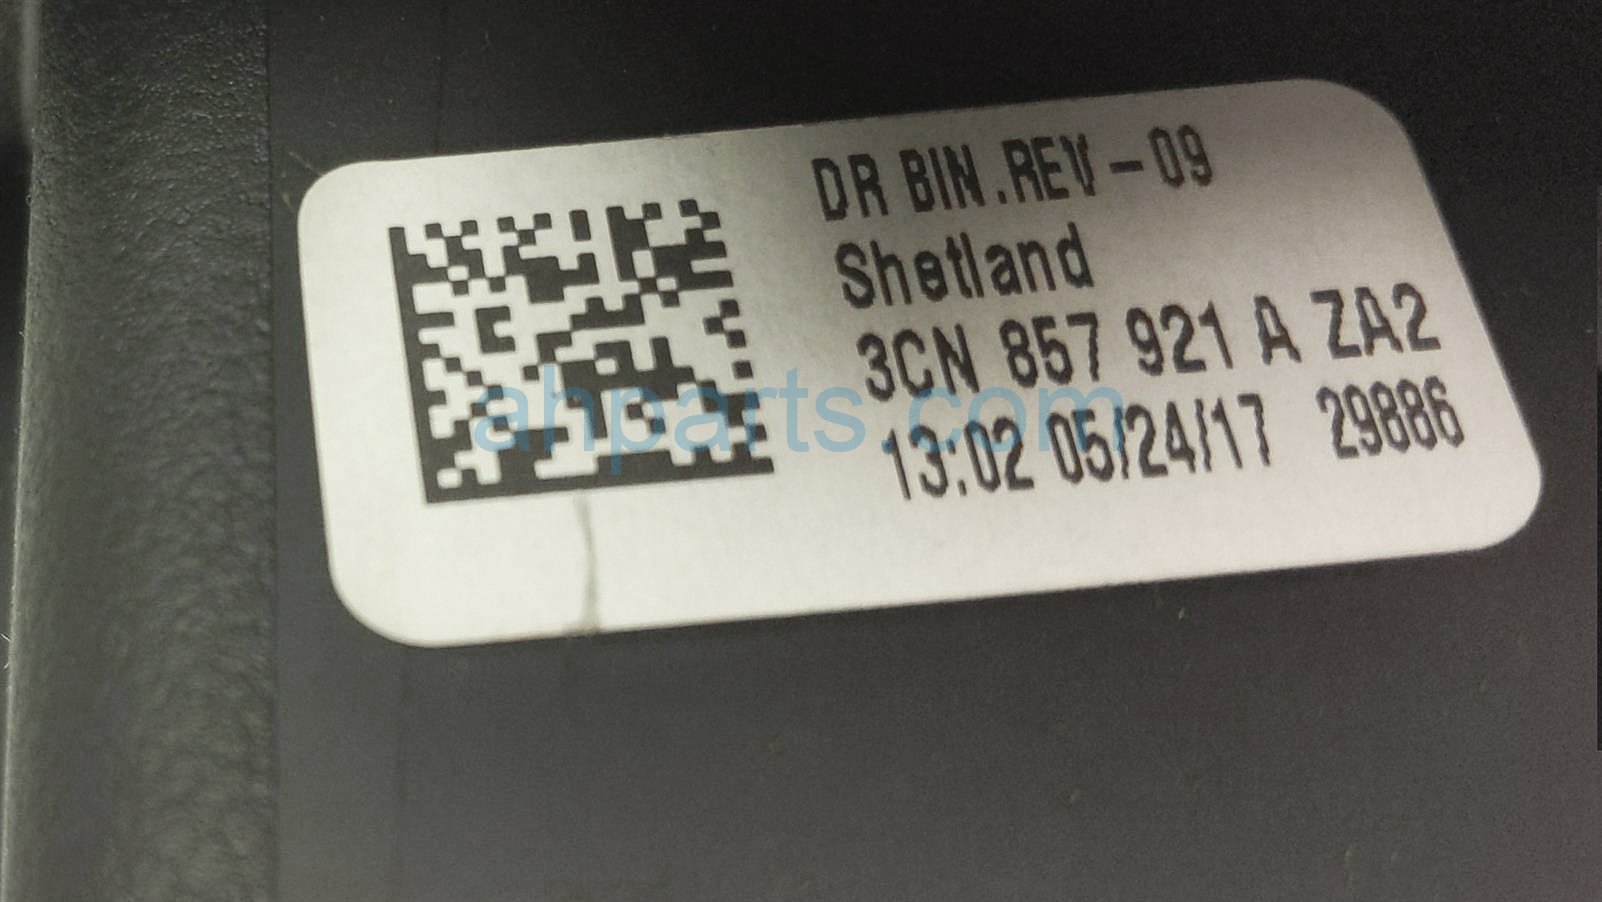 DR BIN.REV-09
Shetland
3CN 857 921 A ZA2
13:02 05/24/17 29886
ahparts.com